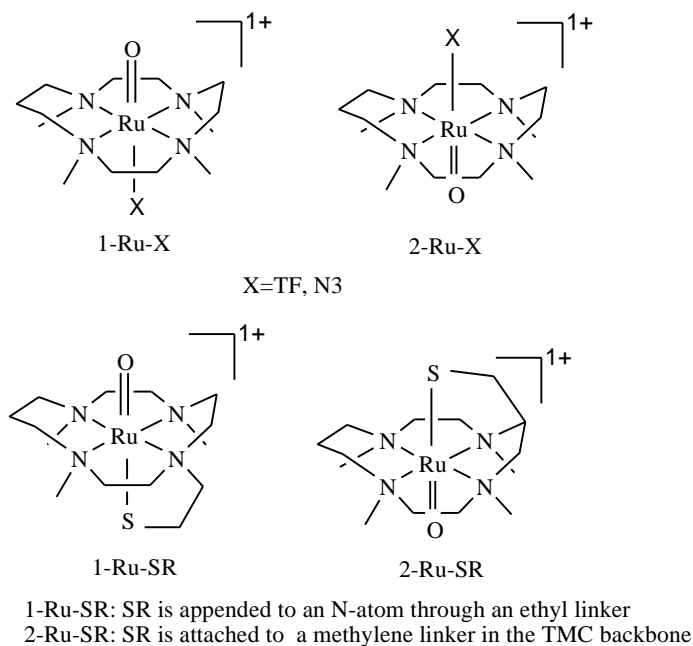 1+
O
N N
Ru
N N
X
1-Ru-X
1+
X
N N
Ru
N N
O
2-Ru-X
X=TF, N3
1+
O
N N
Ru
N N
S
1-Ru-SR
1+
S
N N
Ru
N N
O
2-Ru-SR
1-Ru-SR: SR is appended to an N-atom through an ethyl linker
2-Ru-SR: SR is attached to a methylene linker in the TMC backbone